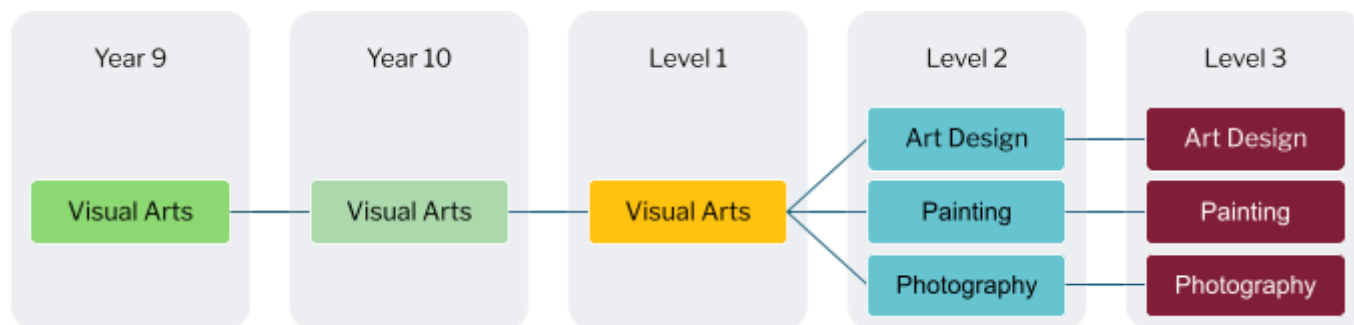 Year 9
Year 10
Level 1
Level 2
Level 3
Visual Arts
Visual Arts
Visual Arts
Art Design
Painting
Photography
Art Design
Painting
Photography